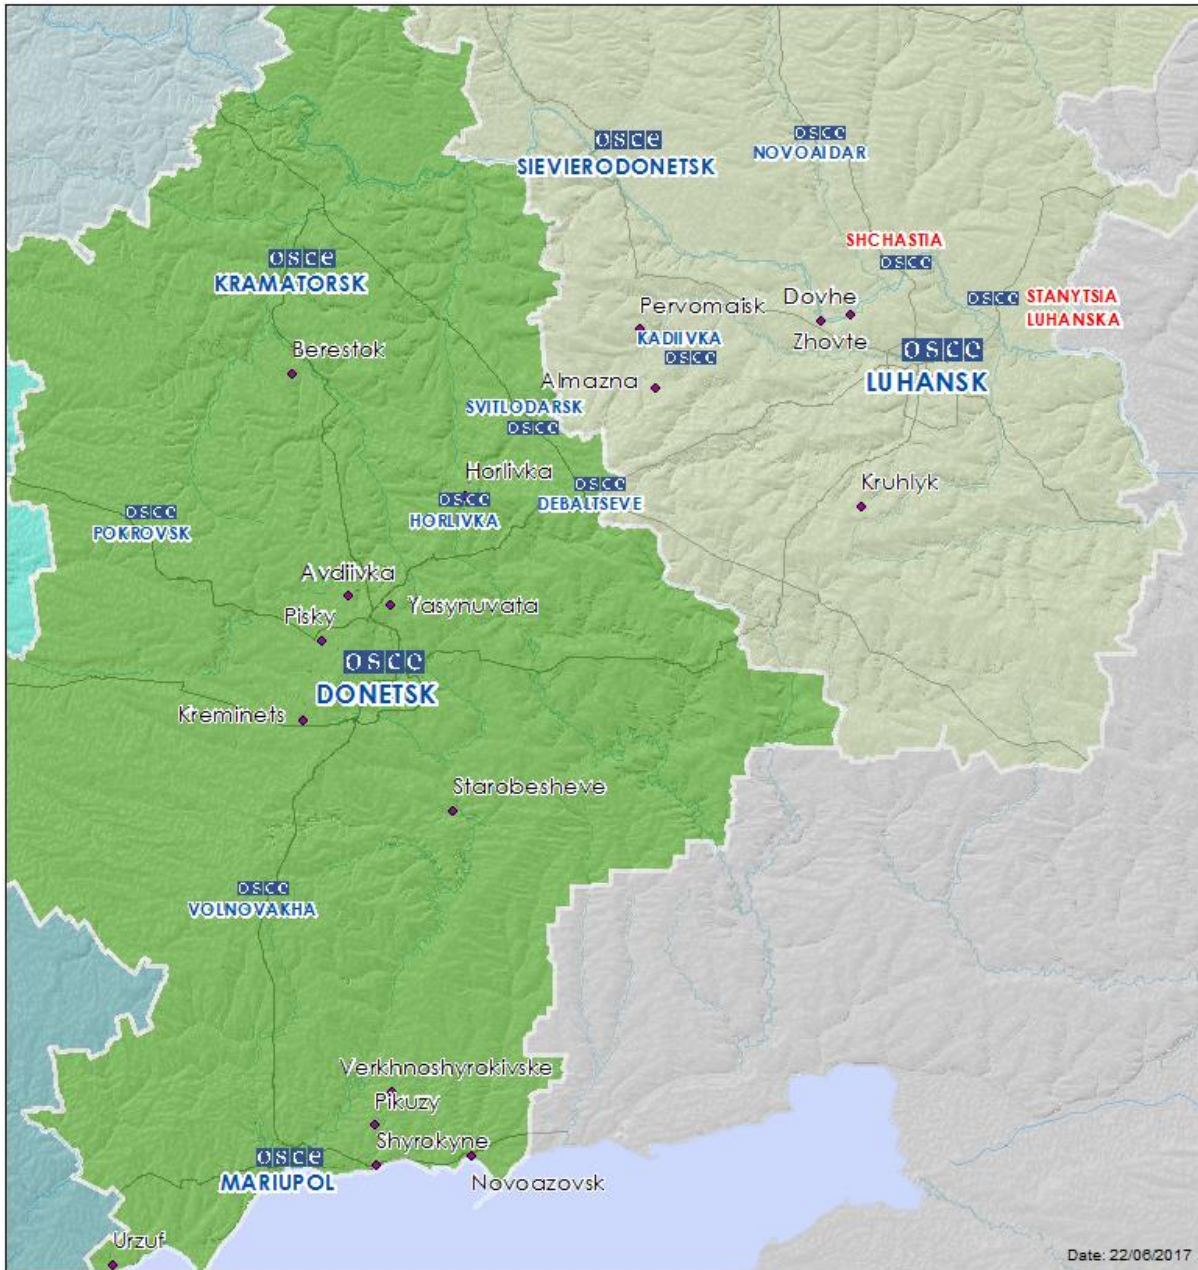 osce
SIEVIERODONETSK
osce
NOVOAIDAR
SHCHASTIA
osce
osce
KRAMATORSK
osce
STANYTSIA
LUHANSKA
Pervomaisk
Dovhe
Zhovte
KADIIVKA
osce
osce
LUHANSK
Berestok
Almazna
SVITLODARSK
osce
Horlivka
osce
HORLIVKA
osce
DEBALTSEVE
Kruhlyk
osce
POKROVSK
Avdiivka
Yasynuvata
Pisky
osce
DONETSK
Kreminets
Starobesheve
osce
VOLNOVAKHA
Verkhnoshyrokivske
Pikuzy
Shyrokyne
osce
MARIUPOL
Novoazovsk
Urzuf
Date: 22/06/2017